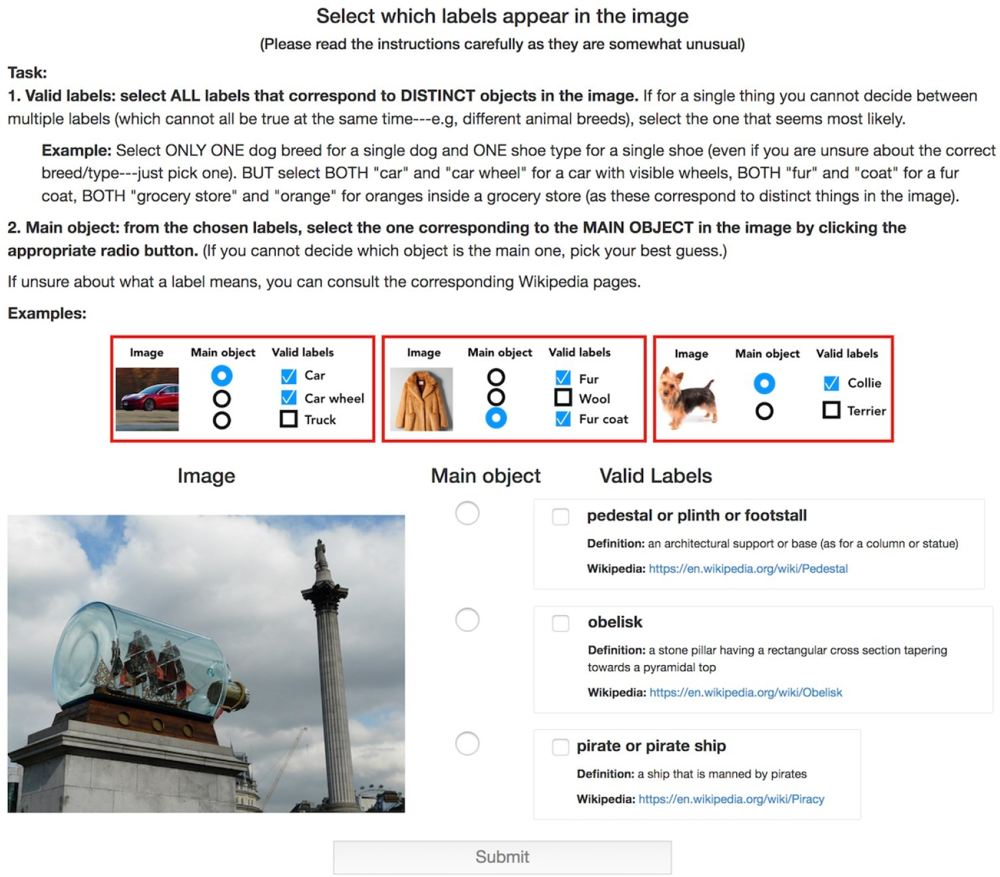 Select which labels appear in the image
(Please read the instructions carefully as they are somewhat unusual)
Task:
1. Valid labels: select ALL labels that correspond to DISTINCT objects in the image. If for a single thing you cannot decide between
multiple labels (which cannot all be true at the same time---e.g, different animal breeds), select the one that seems most likely.
Example: Select ONLY ONE dog breed for a single dog and ONE shoe type for a single shoe (even if you are unsure about the correct
breed/type---just pick one). BUT select BOTH "car" and "car wheel" for a car with visible wheels, BOTH "fur" and "coat" for a fur
coat, BOTH "grocery store" and "orange" for oranges inside a grocery store (as these correspond to distinct things in the image).
2. Main object: from the chosen labels, select the one corresponding to the MAIN OBJECT in the image by clicking the
appropriate radio button. (If you cannot decide which object is the main one, pick your best guess.)
If unsure about what a label means, you can consult the corresponding Wikipedia pages.
Examples:
Image Main object Valid labels
Car
Car wheel
Truck
Image Main object Valid labels
Fur
Wool
Fur coat
Image Main object Valid labels
Collie
Terrier
Image Main object Valid Labels
pedestal or plinth or footstall
Definition: an architectural support or base (as for a column or statue)
Wikipedia: https://en.wikipedia.org/wiki/Pedestal
obelisk
Definition: a stone pillar having a rectangular cross section tapering
towards a pyramidal top
Wikipedia: https://en.wikipedia.org/wiki/Obelisk
pirate or pirate ship
Definition: a ship that is manned by pirates
Wikipedia: https://en.wikipedia.org/wiki/Piracy
Submit